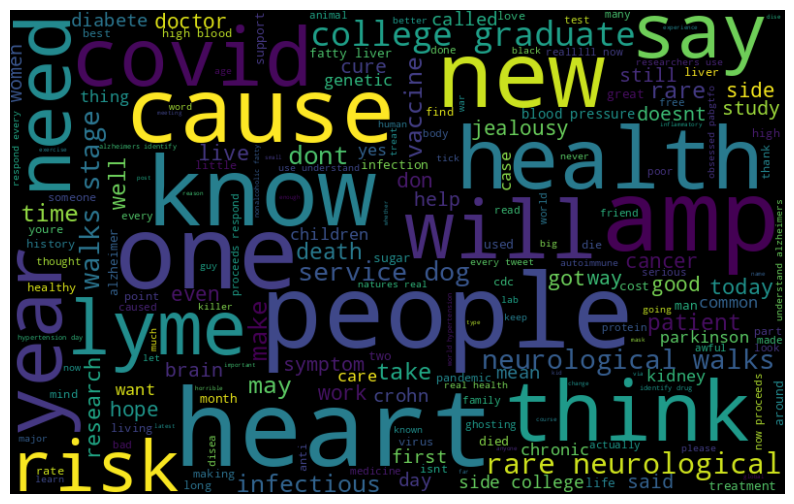 diabete
doctor
called
love
animal
better
test
many
best
high blood
support
fatty liver
done
black
researchers use
experience
dise
need
covid
college graduate
say
women
thing
cure
genetic
age
vaccine
still
realllll now
liver
new
rare
side
word
find
war
great
free
doesnt
study
cause
human
treat
body
blood pressure
respond every
alzheimers identify
yes
jealousy
tick
never
high
obsessed pahgtfo
meeting
exercise
live
dont
infection
case
inflammatory
walks stage
little
use understand
nonalcoholic fatty
health
poor
thank
well
know
don
help
read
world
someone
reason
post
small
time
every
children
used
big
die
friend
youre
history
proceeds respond
death
will
amp
whether
understand alzheimers
one
alzheimer
sugar
every tweet
autoimmune
cancer
serious
thought
guy
service dog
got
way
cost
good
today
healthy
point
natures real
cdc
lab
man
common
name
year
even
caused
killer
people
keep
protein
patient
part
lyme
make
going
parkinson
made
hypertension day
much
world hypertension
type
mask
awful
look
now
let
symptom
two
neurological walks
brain
pandemic
mean
kidney
want
care
take
real health
identify drug
research
mind
month
may
work
crohn
family
change
around
hope
horrible
important
heart
ghosting
think
via
now proceeds
living
known
virus
died
course
major
bad
disea
anti
first
isnt
actually
chronic
please
risk
rate
learn
latest
making
long
medicine
infectious
day
side college
life
said
rare neurological
treatment